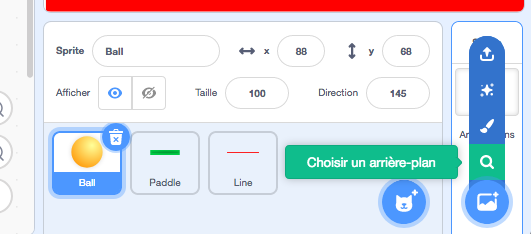 Sprite Ball x 88 y 68
Afficher Taille 100 Direction 145
Choisir un arrière-plan
Ball Paddle Line